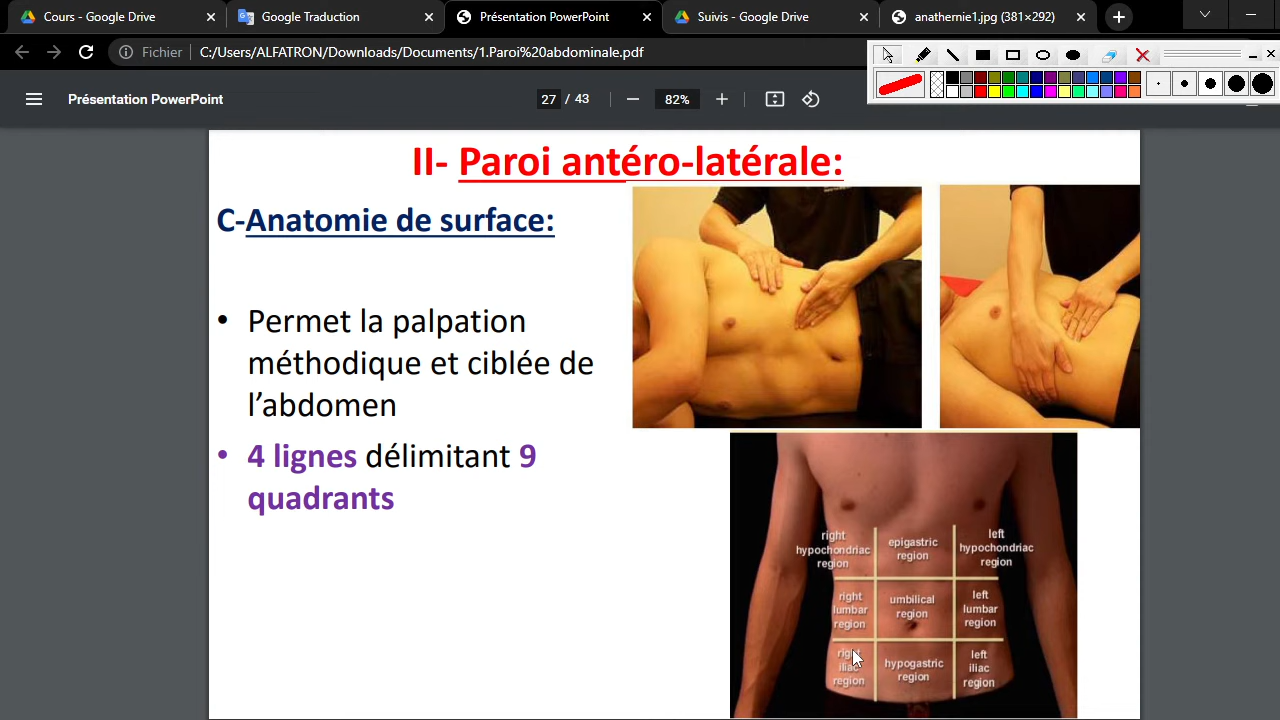 Cours - Google Drive
Google Traduction
Présentation PowerPoint
Suivis - Google Drive
anathemie1.jpg (381×292)
Fichier
C:/Users/ALFATRON/Downloads/Documents/1.Paroi%20abdominale.pdf
Présentation PowerPoint
27 / 43
82%
II- Paroi antéro-latérale:
C-Anatomie de surface:
• Permet la palpation
méthodique et ciblée de
l’abdomen
• 4 lignes délimitant 9
quadrants
right
hypochondriac
region
epigastric
region
left
hypochondriac
region
right
lumbar
region
umbilical
region
left
lumbar
region
right
iliac
region
hypogastric
region
left
iliac
region